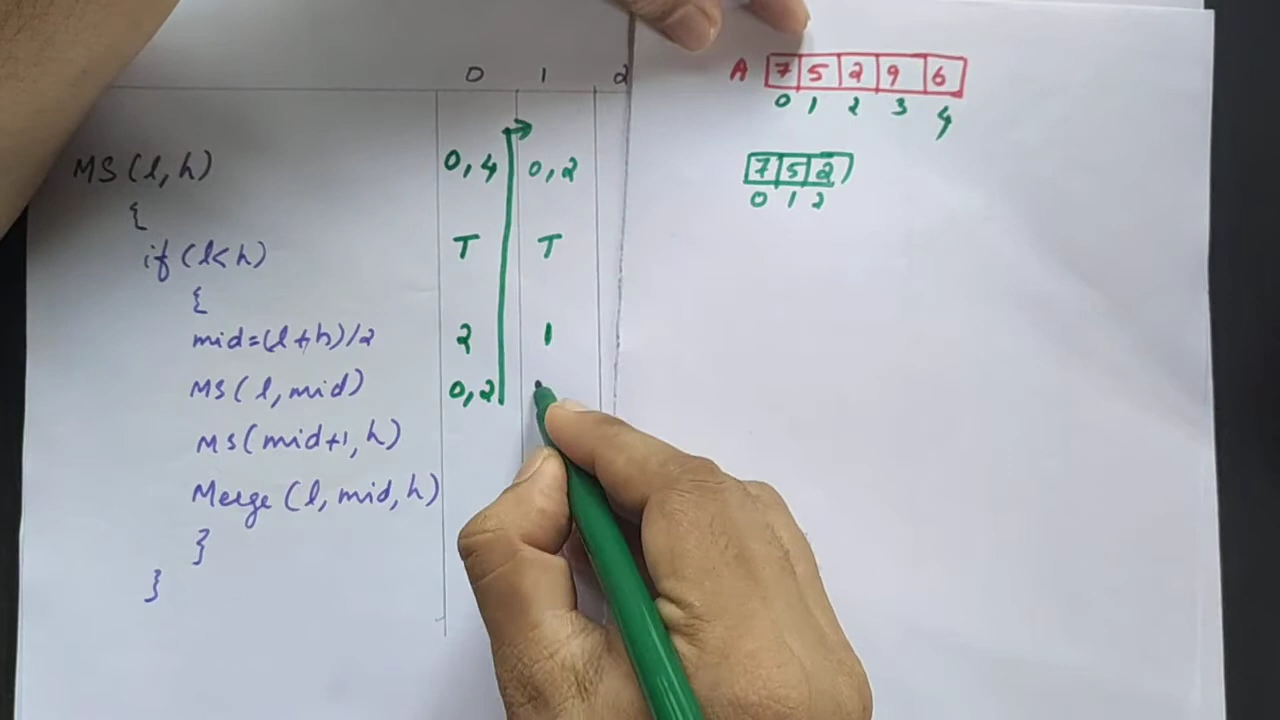 0 1 2
MS(l,h) 0,4 0,2
{
if (l<h) T T
{
mid=(l+h)/2 2 1
MS(l,mid) 0,2
MS(mid+1,h)
Merge(l,mid,h)
}
}
A 7 5 2 9 6
0 1 2 3 4
7 5 2
0 1 2